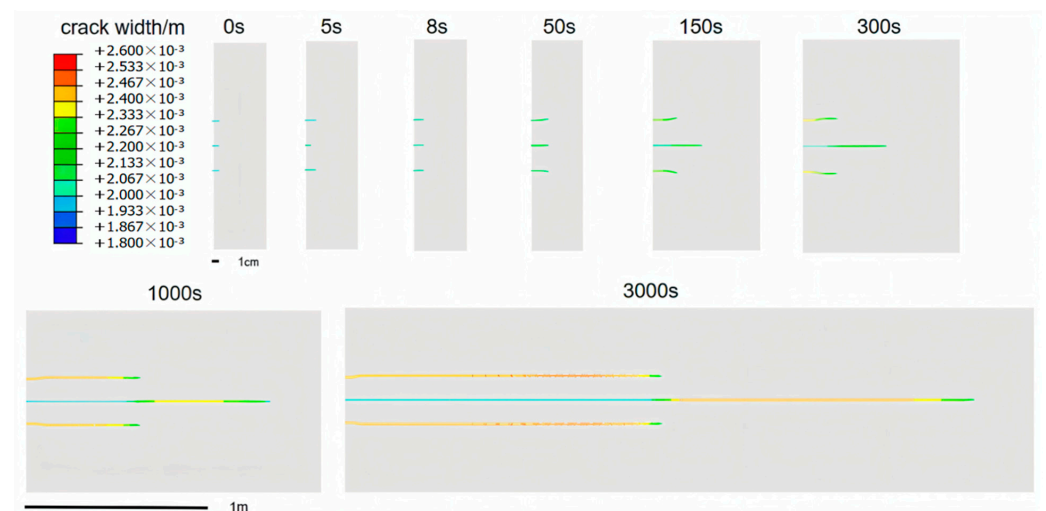 crack width/m
0s
5s
8s
50s
150s
300s
+2.600×10-³
+2.533×10-³
+2.467×10-³
+2.400×10-³
+2.333×10-³
+2.267×10-³
+2.200×10-³
+2.133×10-³
+2.067×10-³
+2.000×10-³
+1.933×10-³
+1.867×10-³
+1.800×10-³
1cm
1000s
3000s
1m